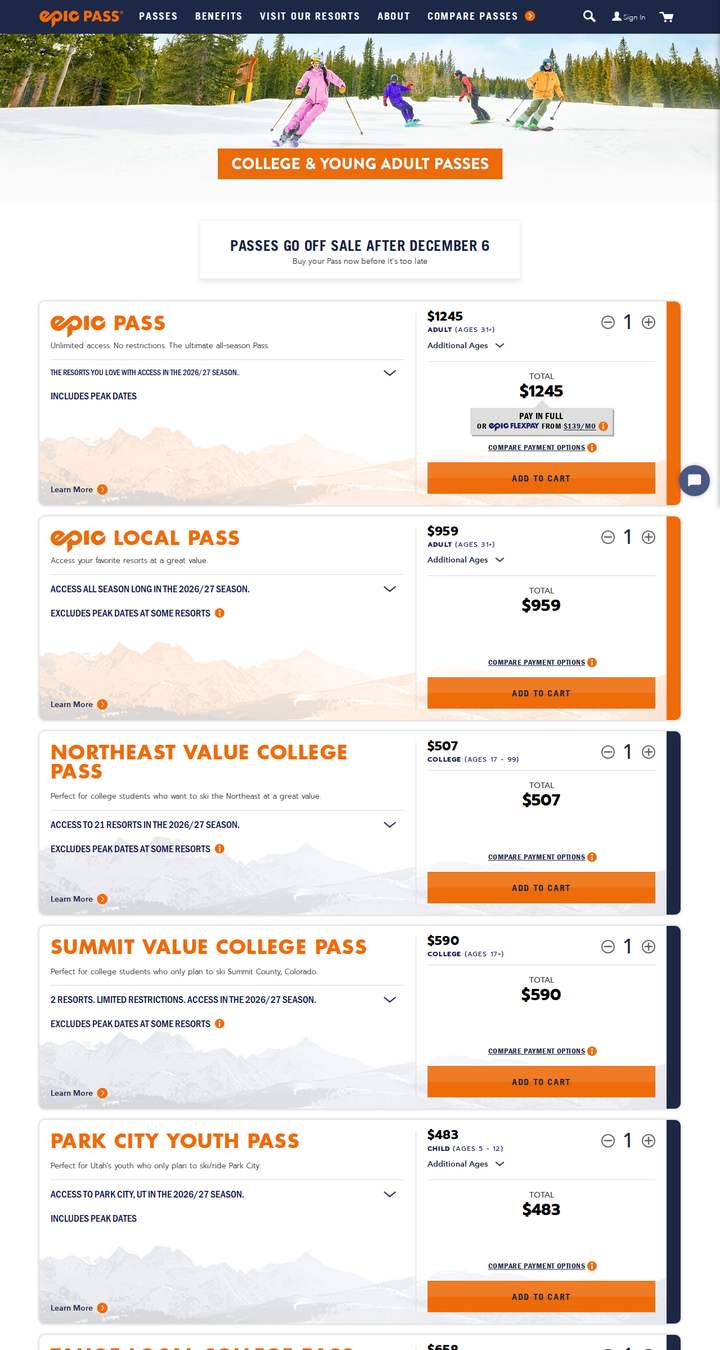 epic PASS
PASSES
BENEFITS
VISIT OUR RESORTS
ABOUT
COMPARE PASSES
Sign In
COLLEGE & YOUNG ADULT PASSES
PASSES GO OFF SALE AFTER DECEMBER 6
Buy your Pass now before it's too late
epic PASS
Unlimited access. No restrictions. The ultimate all-season Pass.
THE RESORTS YOU LOVE WITH ACCESS IN THE 2026/27 SEASON.
INCLUDES PEAK DATES
Learn More
$1245
ADULT (AGES 31+)
Additional Ages
1
TOTAL
$1245
PAY IN FULL
OR epic FLEXPAY FROM $139/MO
COMPARE PAYMENT OPTIONS
ADD TO CART
epic LOCAL PASS
Access your favorite resorts at a great value.
ACCESS ALL SEASON LONG IN THE 2026/27 SEASON.
EXCLUDES PEAK DATES AT SOME RESORTS
Learn More
$959
ADULT (AGES 31+)
Additional Ages
1
TOTAL
$959
COMPARE PAYMENT OPTIONS
ADD TO CART
NORTHEAST VALUE COLLEGE
PASS
Perfect for college students who want to ski the Northeast at a great value.
ACCESS TO 21 RESORTS IN THE 2026/27 SEASON.
EXCLUDES PEAK DATES AT SOME RESORTS
Learn More
$507
COLLEGE (AGES 17 - 99)
1
TOTAL
$507
COMPARE PAYMENT OPTIONS
ADD TO CART
SUMMIT VALUE COLLEGE PASS
Perfect for college students who only plan to ski Summit County, Colorado.
2 RESORTS. LIMITED RESTRICTIONS. ACCESS IN THE 2026/27 SEASON.
EXCLUDES PEAK DATES AT SOME RESORTS
Learn More
$590
COLLEGE (AGES 17+)
1
TOTAL
$590
COMPARE PAYMENT OPTIONS
ADD TO CART
PARK CITY YOUTH PASS
Perfect for Utah's youth who only plan to ski/ride Park City.
ACCESS TO PARK CITY, UT IN THE 2026/27 SEASON.
INCLUDES PEAK DATES
Learn More
$483
CHILD (AGES 5 - 12)
Additional Ages
1
TOTAL
$483
COMPARE PAYMENT OPTIONS
ADD TO CART
TAHOE LOCAL COLLEGE PASS
$658